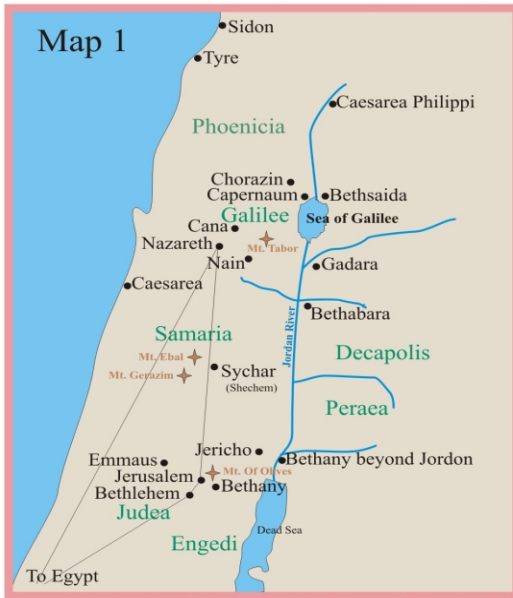 Map 1
Sidon
Tyre
Caesarea Philippi
Phoenicia
Chorazin
Capernaum
Bethsaida
Galilee
Sea of Galilee
Cana
Nazareth
Mt. Tabor
Nain
Gadara
Caesarea
Bethabara
Jordan River
Samaria
Decapolis
Mt. Ebal
Mt. Gerazim
Sychar
(Shechem)
Peraea
Jericho
Emmaus
Bethany beyond Jordon
Mt. Of Olives
Jerusalem
Bethany
Bethlehem
Judea
Dead Sea
Engedi
To Egypt